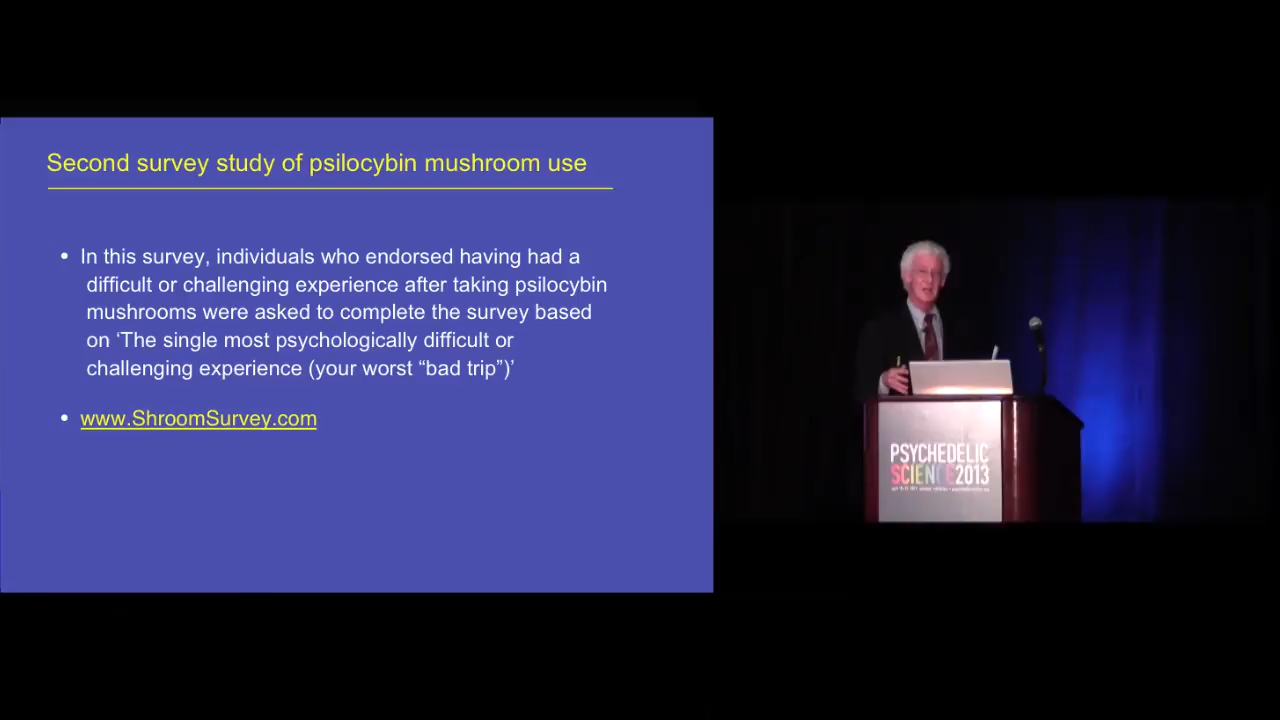 Second survey study of psilocybin mushroom use
• In this survey, individuals who endorsed having had a
difficult or challenging experience after taking psilocybin
mushrooms were asked to complete the survey based
on ‘The single most psychologically difficult or
challenging experience (your worst “bad trip”)’
• www.ShroomSurvey.com
PSYCHEDELIC
SCIENCE2013